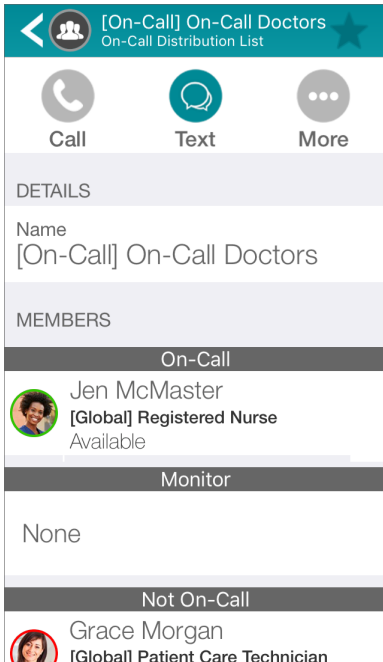 [On-Call] On-Call Doctors
On-Call Distribution List
Call Text More
DETAILS
Name
[On-Call] On-Call Doctors
MEMBERS
On-Call
Jen McMaster
[Global] Registered Nurse
Available
Monitor
None
Not On-Call
Grace Morgan
[Global] Patient Care Technician